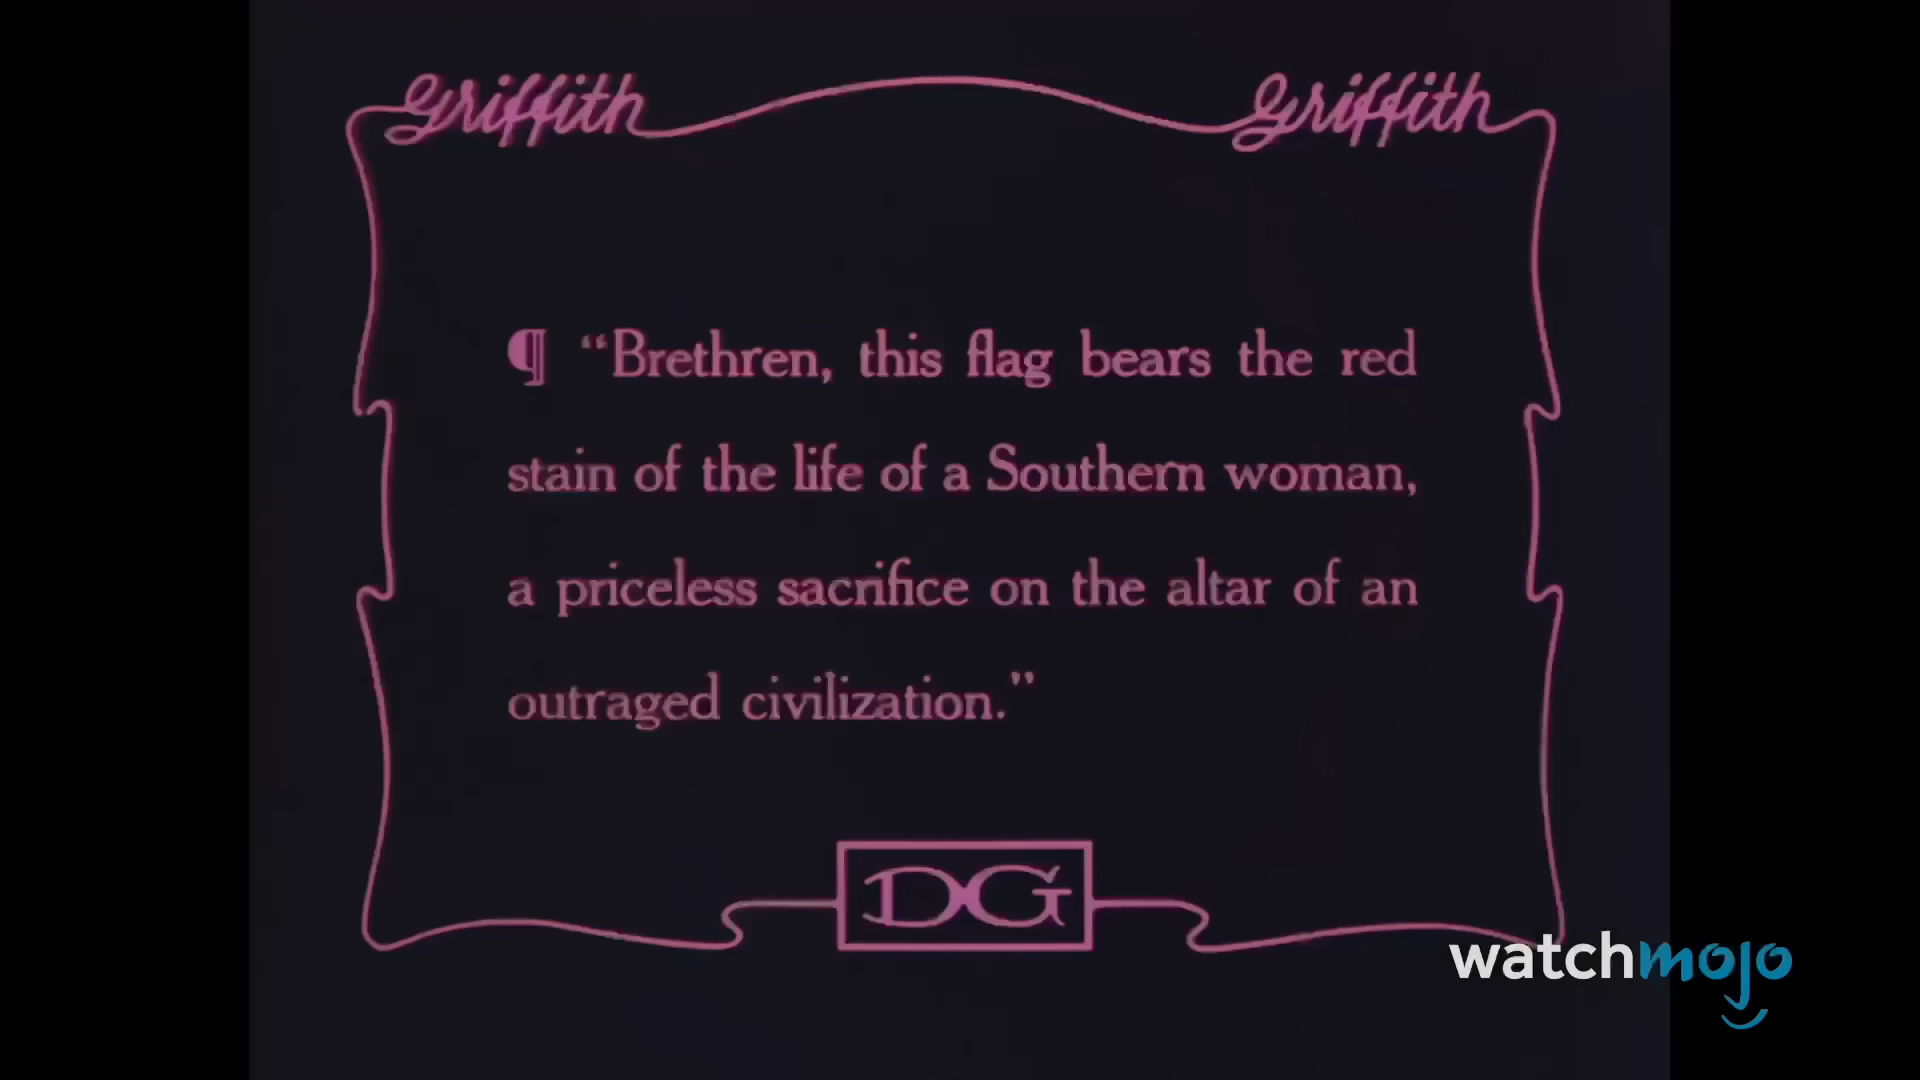 Griffith Griffith
¶ “Brethren, this flag bears the red
stain of the life of a Southern woman,
a priceless sacrifice on the altar of an
outraged civilization.”
DG
watchmojo